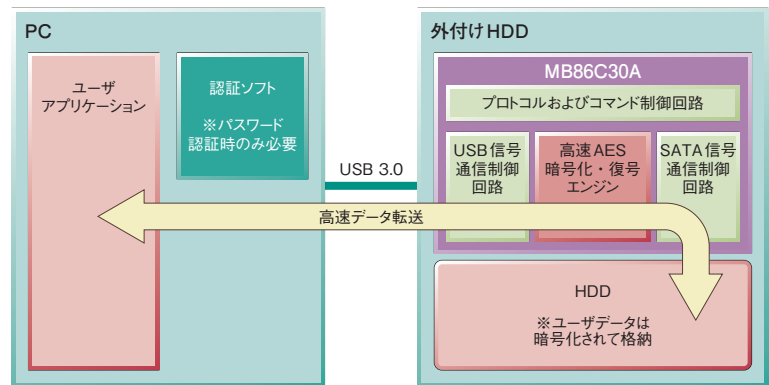 PC
ユーザ
アプリケーション
認証ソフト
※パスワード
認証時のみ必要
USB 3.0
外付けHDD
MB86C30A
プロトコルおよびコマンド制御回路
USB信号
通信制御
回路
高速AES
暗号化・復号
エンジン
SATA信号
通信制御
回路
高速データ転送
HDD
※ユーザデータは
暗号化されて格納